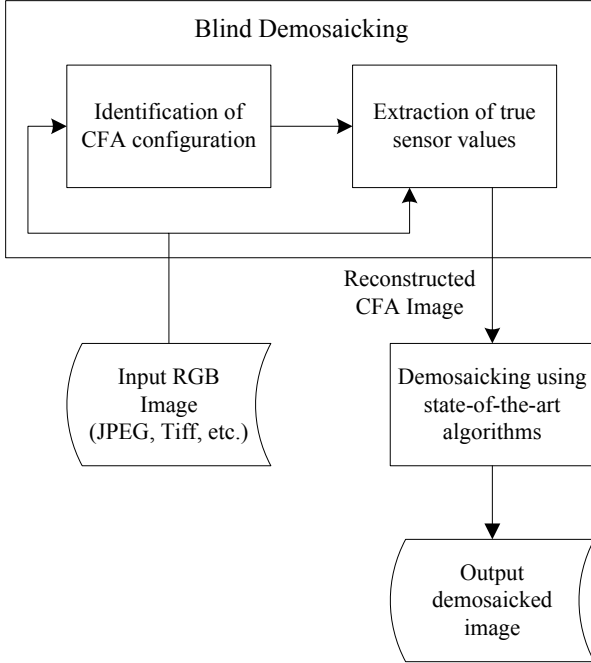 Blind Demosaicking
Identification of
CFA configuration
Extraction of true
sensor values
Reconstructed
CFA Image
Input RGB
Image
(JPEG, Tiff, etc.)
Demosaicking using
state-of-the-art
algorithms
Output
demosaicked
image